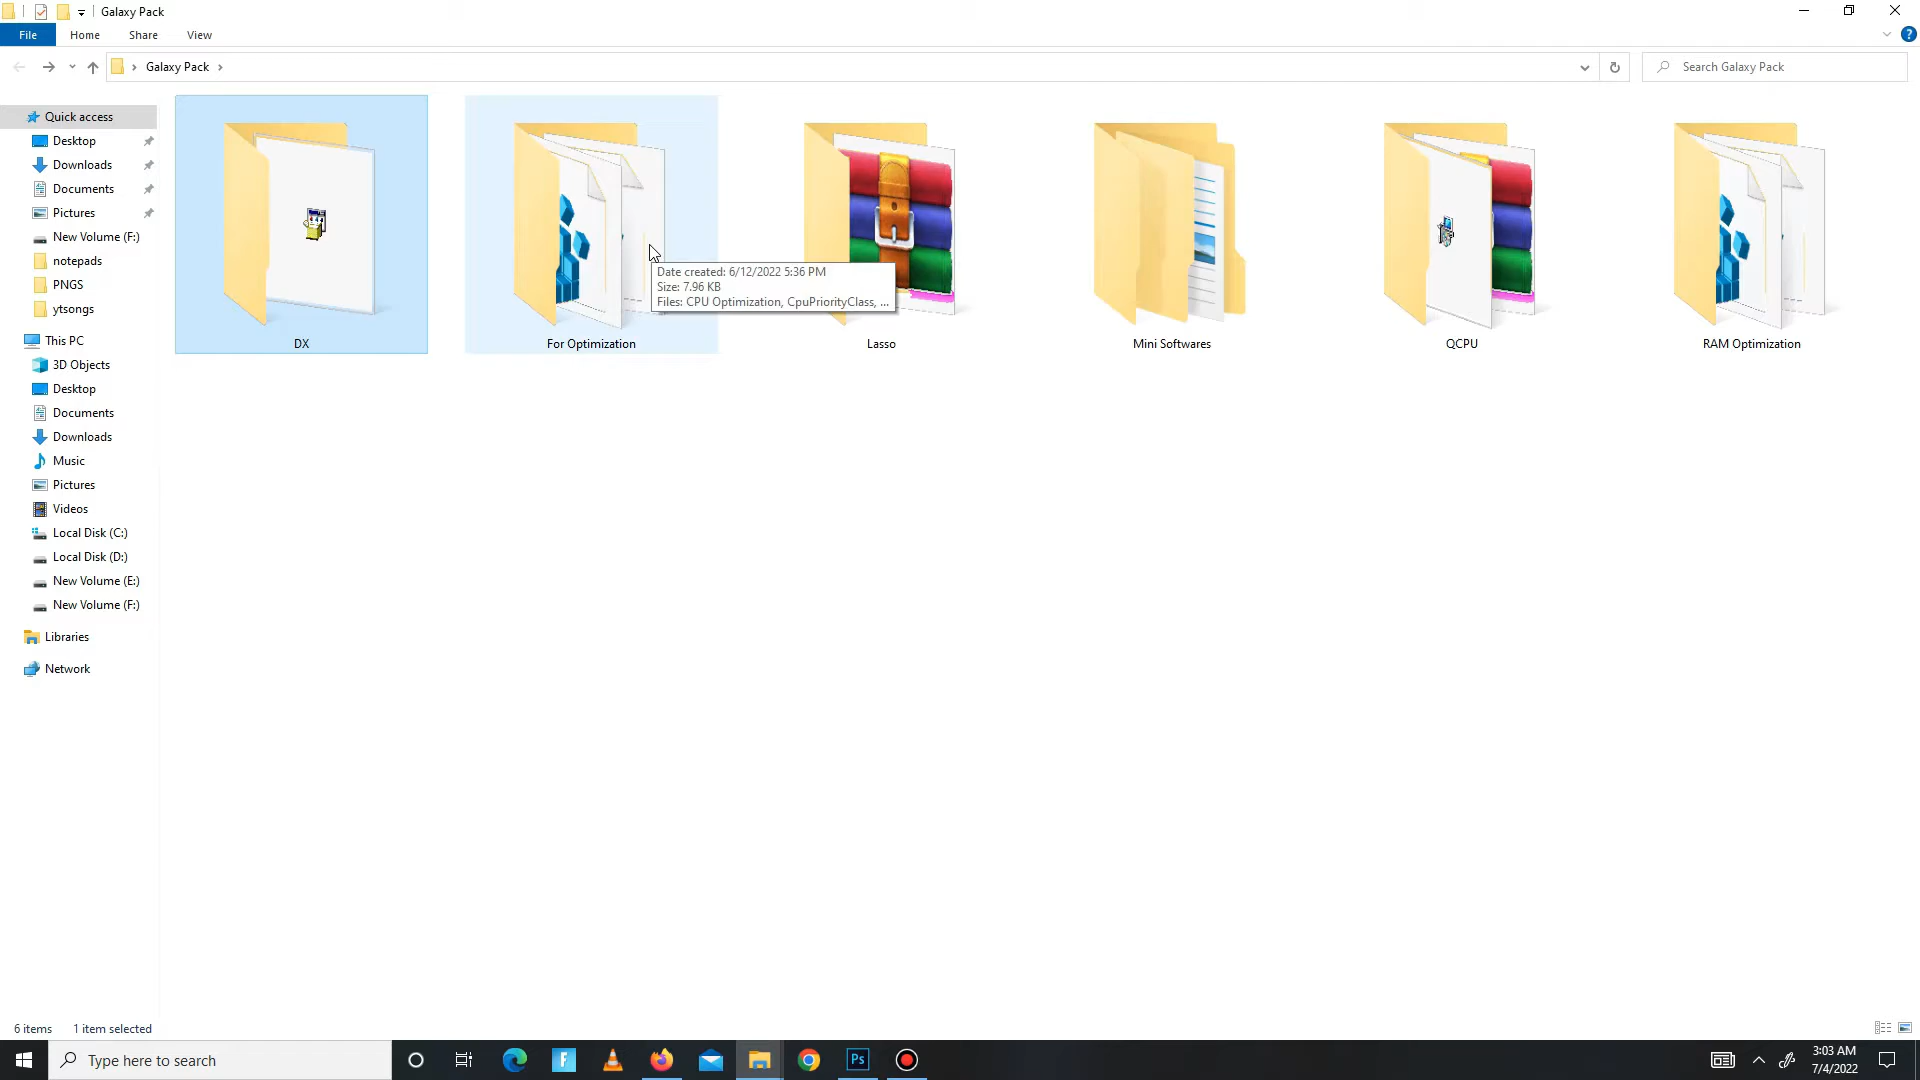 Galaxy Pack
File Home Share View
Galaxy Pack
Search Galaxy Pack
Quick access
Desktop
Downloads
Documents
Pictures
New Volume (F:)
notepads
PNGS
ytsongs
This PC
3D Objects
Desktop
Documents
Downloads
Music
Pictures
Videos
Local Disk (C:)
Local Disk (D:)
New Volume (E:)
New Volume (F:)
Libraries
Network
Date created: 6/12/2022 5:36 PM
Size: 7.96 KB
Files: CPU Optimization, CpuPriorityClass, ...
DX
For Optimization
Lasso
Mini Softwares
QCPU
RAM Optimization
6 items 1 item selected
Type here to search
F
Ps
3:03 AM
7/4/2022